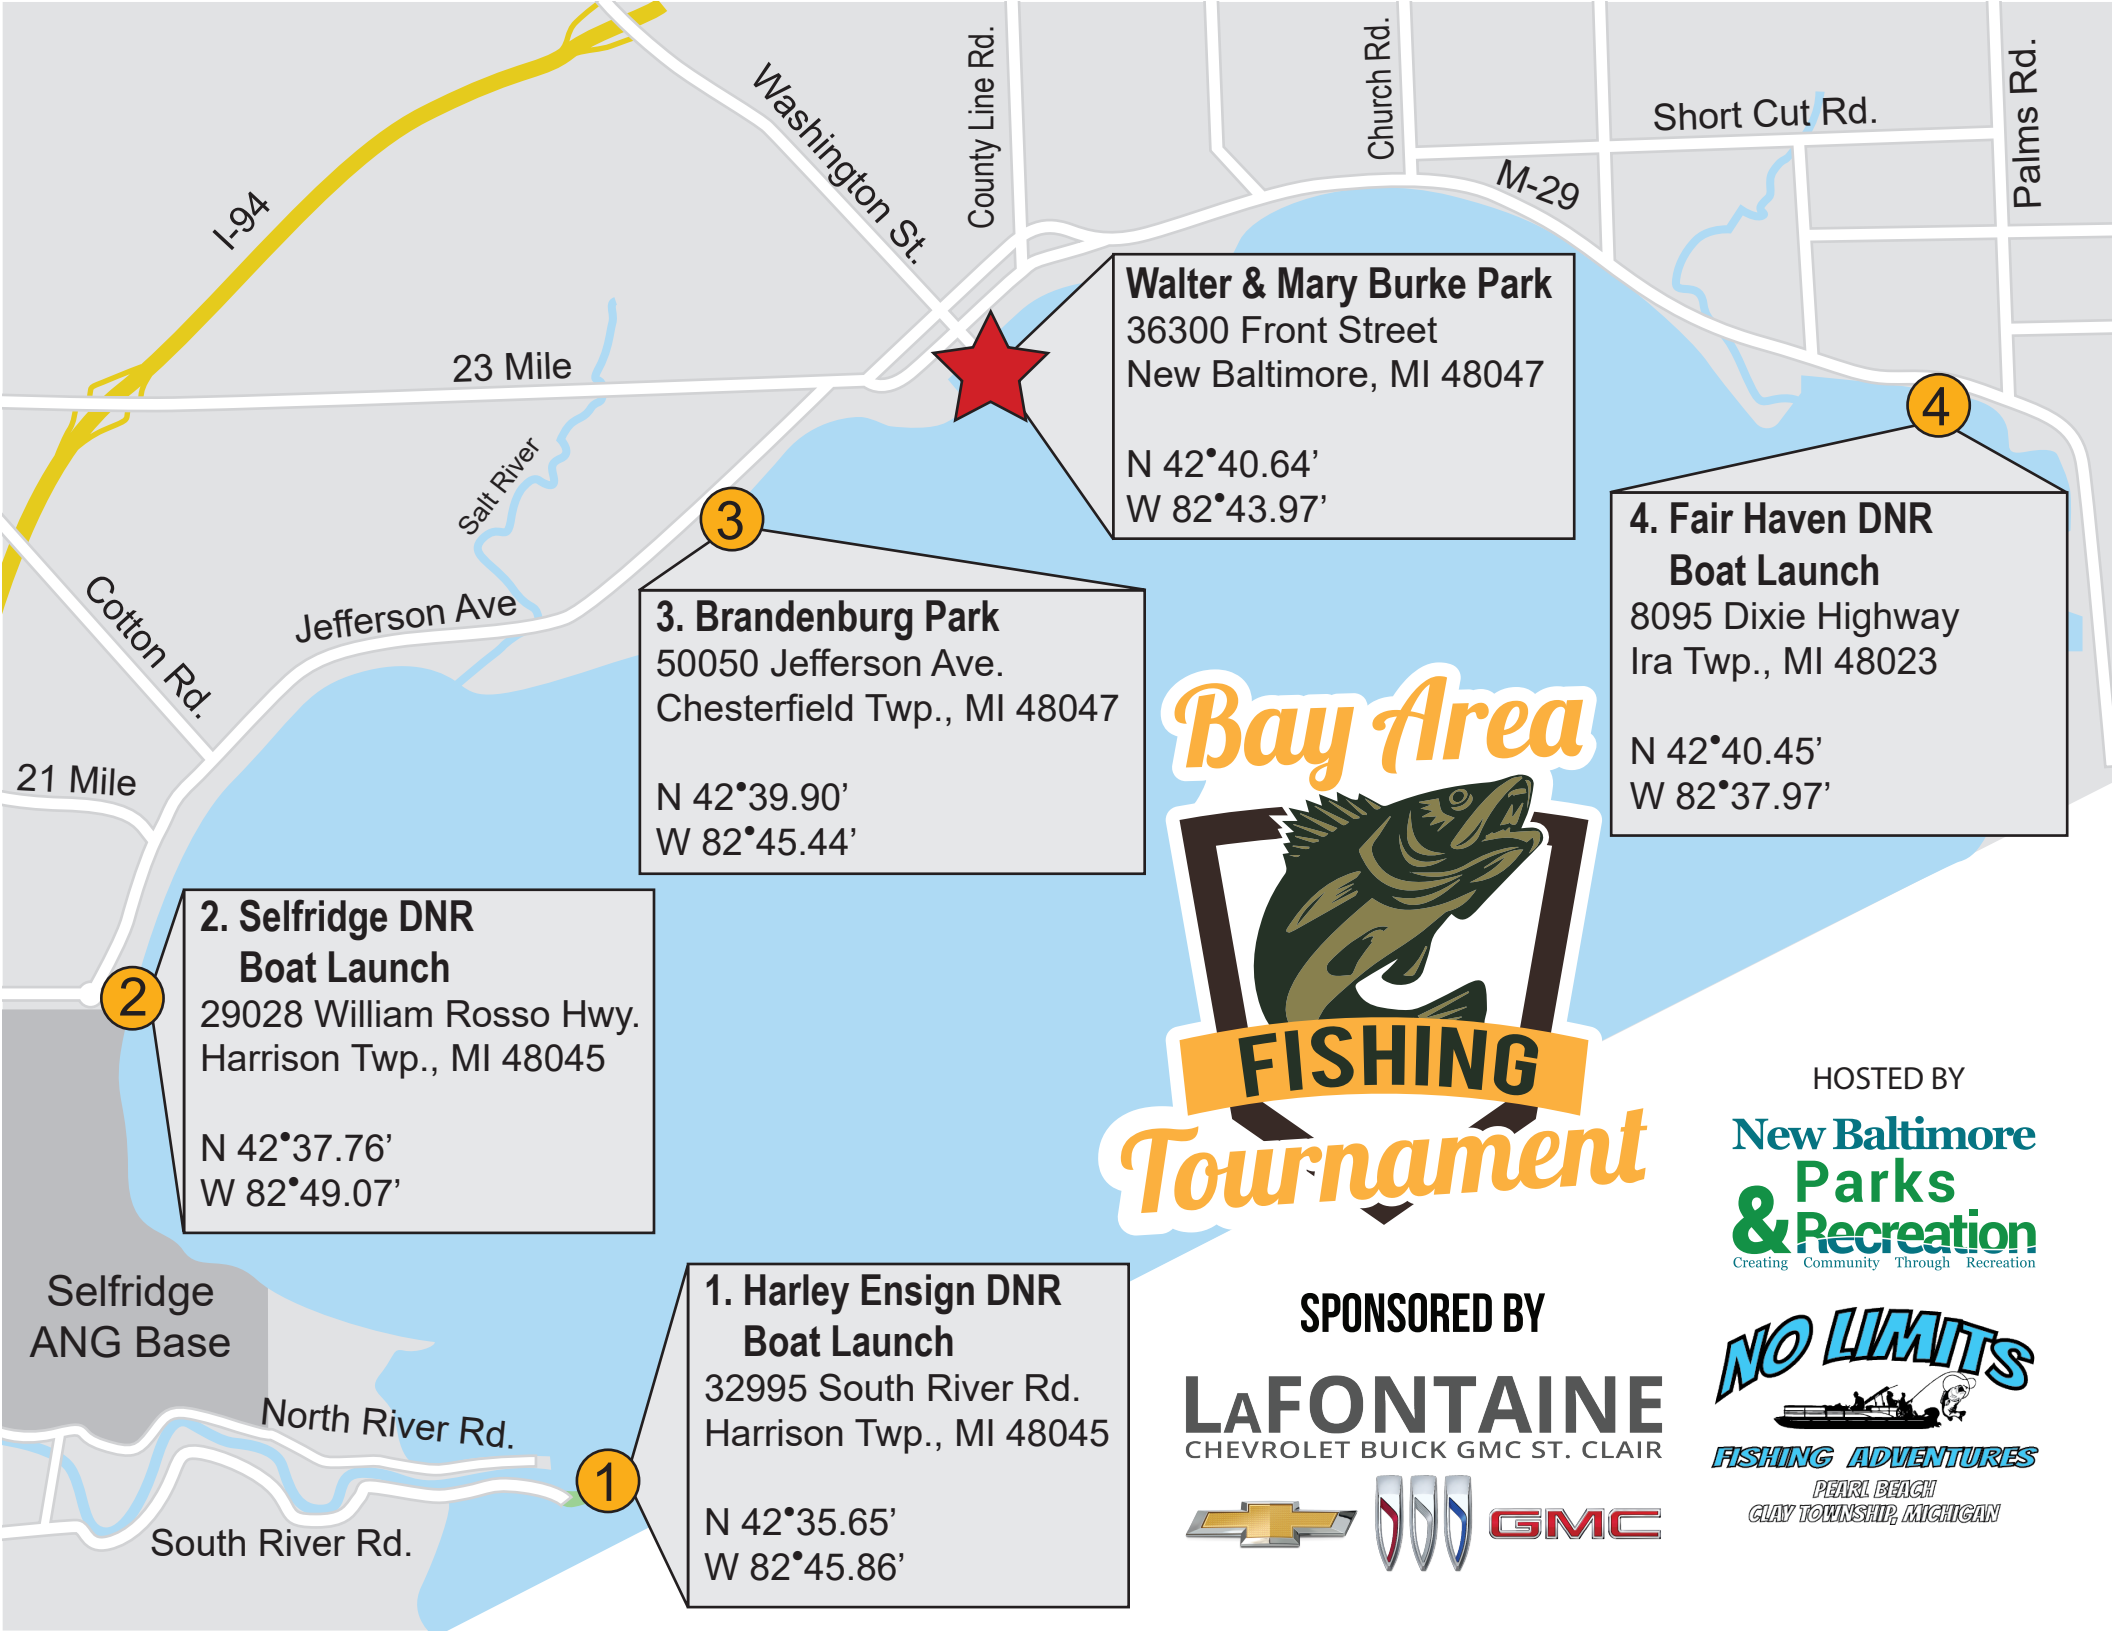 I-94
Washington St.
County Line Rd.
Church Rd.
Short Cut Rd.
Palms Rd.
M-29
Walter & Mary Burke Park
36300 Front Street
New Baltimore, MI 48047
N 42•40.64’
W 82•43.97’
23 Mile
Salt River
4
4. Fair Haven DNR
Boat Launch
8095 Dixie Highway
Ira Twp., MI 48023
N 42•40.45’
W 82•37.97’
3
3. Brandenburg Park
50050 Jefferson Ave.
Chesterfield Twp., MI 48047
N 42•39.90’
W 82•45.44’
Cotton Rd.
Jefferson Ave
21 Mile
2
2. Selfridge DNR
Boat Launch
29028 William Rosso Hwy.
Harrison Twp., MI 48045
N 42•37.76’
W 82•49.07’
Bay Area
FISHING
Tournament
Selfridge
ANG Base
North River Rd.
South River Rd.
1
1. Harley Ensign DNR
Boat Launch
32995 South River Rd.
Harrison Twp., MI 48045
N 42•35.65’
W 82•45.86’
HOSTED BY
New Baltimore
Parks
& Recreation
Creating Community Through Recreation
SPONSORED BY
LAFONTAINE
CHEVROLET BUICK GMC ST. CLAIR
GMC
NO LIMITS
FISHING ADVENTURES
PEARL BEACH
CLAY TOWNSHIP, MICHIGAN